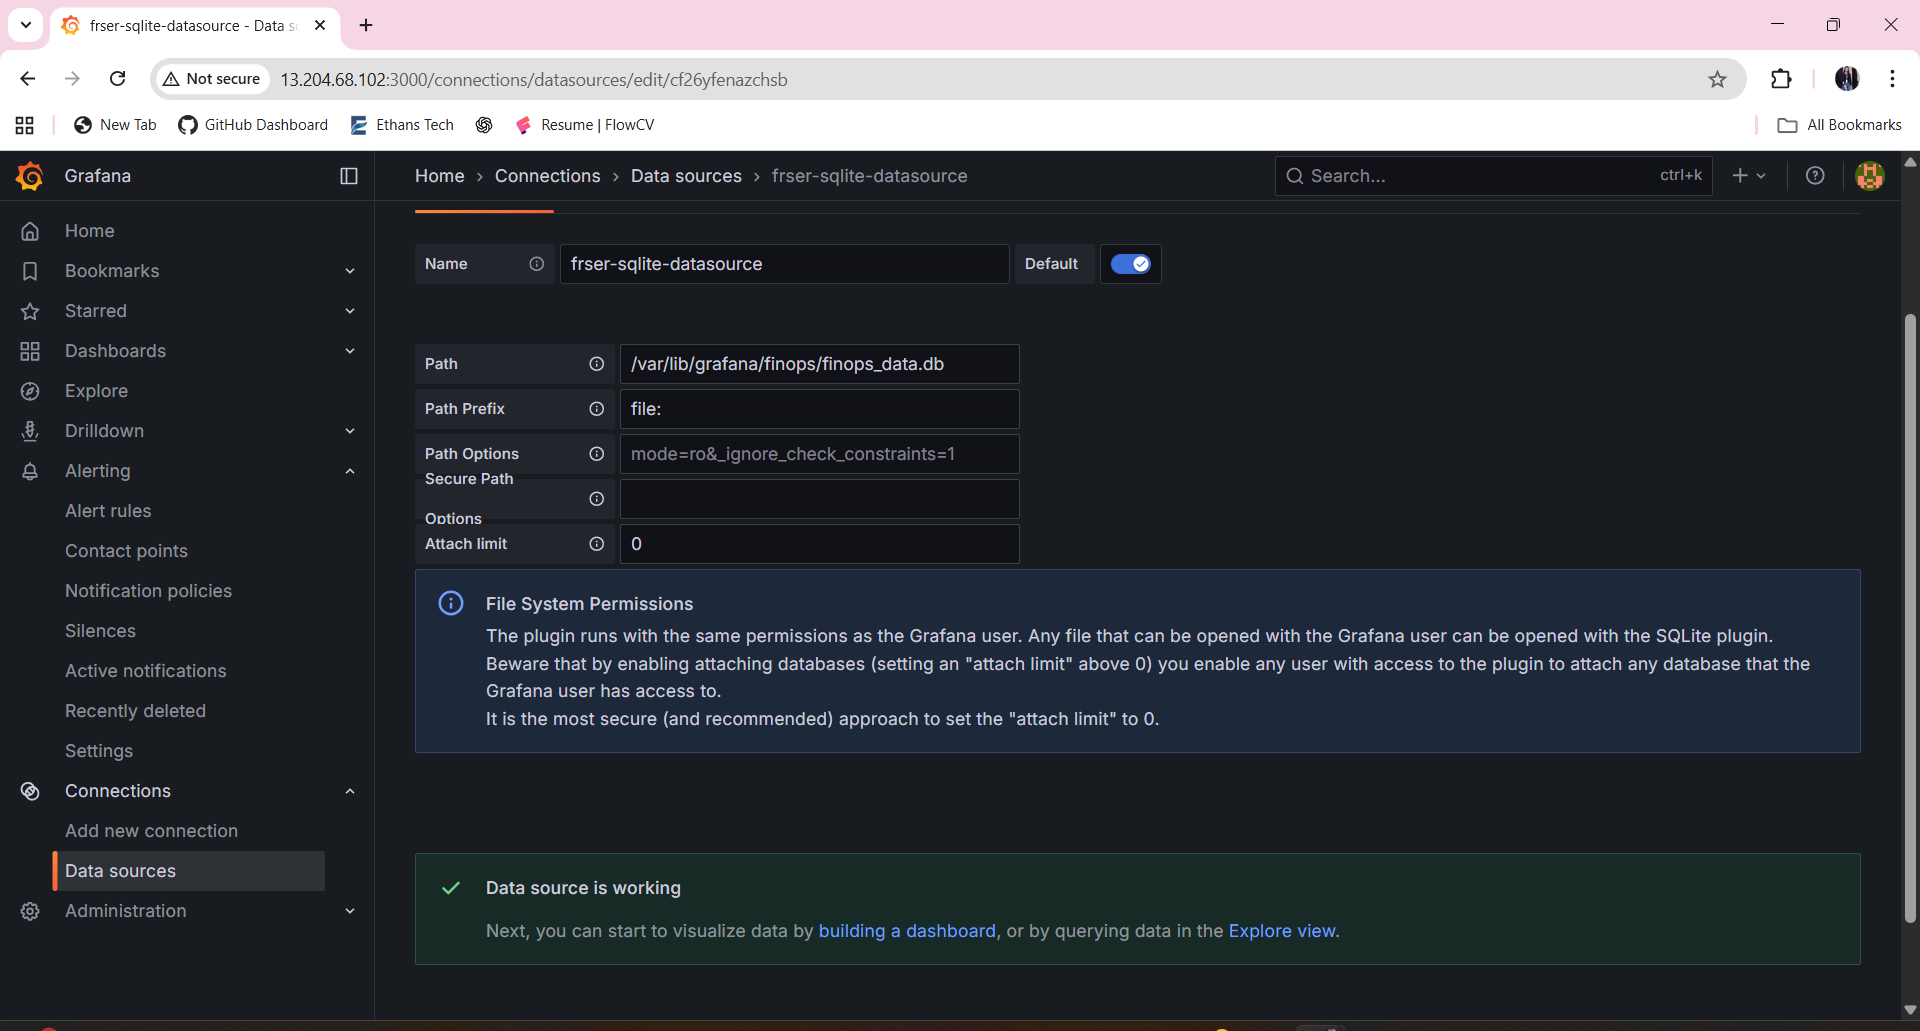 frser-sqlite-datasource - Data s
Not secure
13.204.68.102:3000/connections/datasources/edit/cf26yfenazchsb
New Tab
GitHub Dashboard
Ethans Tech
Resume | FlowCV
All Bookmarks
Grafana
Home › Connections › Data sources › frser-sqlite-datasource
Search...
ctrl+k
Home
Bookmarks
Starred
Dashboards
Explore
Drilldown
Alerting
Alert rules
Contact points
Notification policies
Silences
Active notifications
Recently deleted
Settings
Connections
Add new connection
Data sources
Administration
Name
frser-sqlite-datasource
Default
Path
/var/lib/grafana/finops/finops_data.db
Path Prefix
file:
Path Options
mode=ro&_ignore_check_constraints=1
Secure Path
Options
Attach limit
0
File System Permissions
The plugin runs with the same permissions as the Grafana user. Any file that can be opened with the Grafana user can be opened with the SQLite plugin.
Beware that by enabling attaching databases (setting an "attach limit" above 0) you enable any user with access to the plugin to attach any database that the
Grafana user has access to.
It is the most secure (and recommended) approach to set the "attach limit" to 0.
Data source is working
Next, you can start to visualize data by building a dashboard, or by querying data in the Explore view.